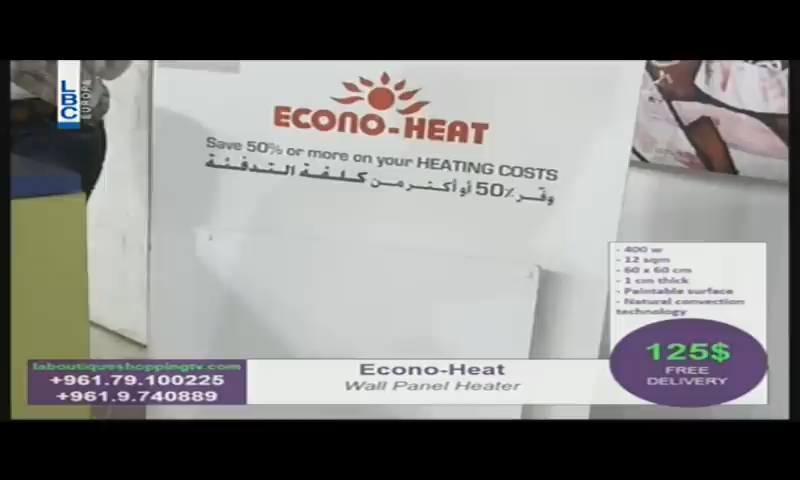 LBC
EUROPA
ECONO-HEAT
Save 50% or more on your HEATING COSTS
وفّر 50٪ أو أكثر من كلفة التدفئة
- 400 w
- 12 sqm
- 60 x 60 cm
- 1 cm thick
- Paintable surface
- Natural convection
technology
125$
FREE
DELIVERY
laboutiqueshoppingtv.com
+961.79.100225
+961.9.740889
Econo-Heat
Wall Panel Heater